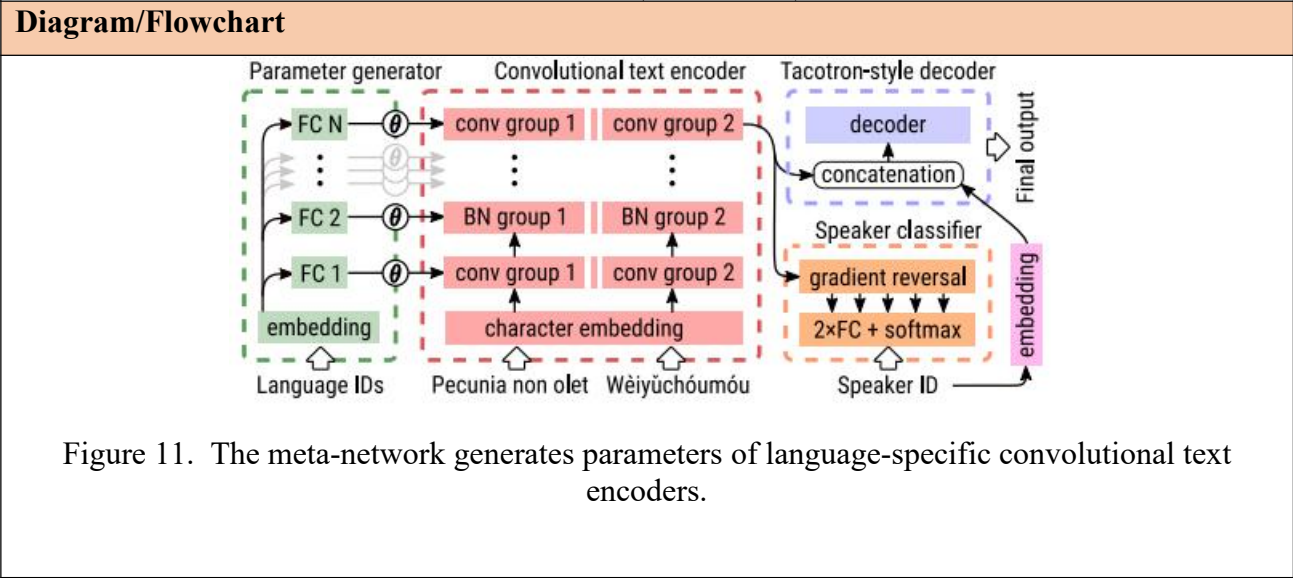 Diagram/Flowchart
Parameter generator
Convolutional text encoder
Tacotron-style decoder
FC N
θ
conv group 1
conv group 2
decoder
Final output
θ
concatenation
FC 2
θ
BN group 1
BN group 2
Speaker classifier
FC 1
θ
conv group 1
conv group 2
gradient reversal
embedding
character embedding
2×FC + softmax
embedding
Language IDs
Pecunia non olet
Wèiyǔchóumóu
Speaker ID
Figure 11. The meta-network generates parameters of language-specific convolutional text
encoders.